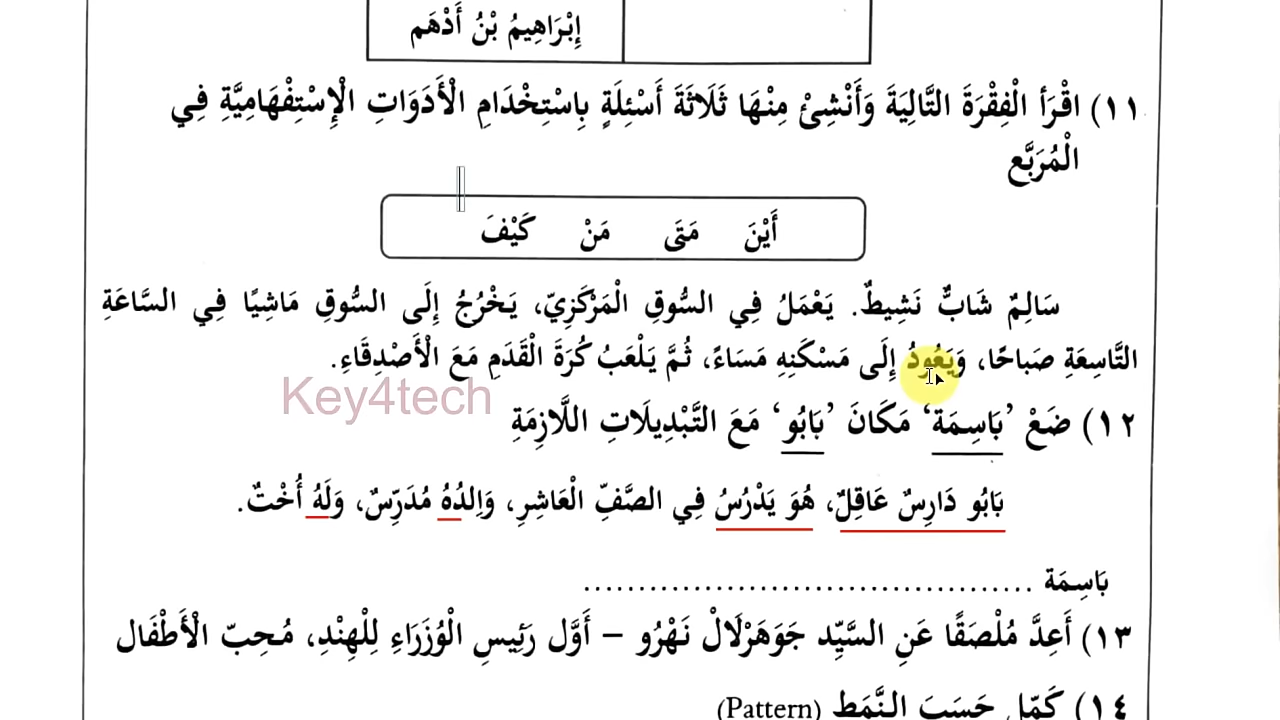 إِبْرَاهِيمُ بْنُ أَدْهَم
١١) اقْرَأ الْفِقْرَةَ التَّالِيَةَ وَأَنْشِئْ مِنْهَا ثَلَاثَةَ أَسْئِلَةٍ بِاسْتِخْدَامِ الْأَدَوَاتِ الْإِسْتِفْهَامِيَّةِ فِي
الْمُرَبَّع
أَيْنَ مَتَى مَنْ كَيْفَ
سَالِمٌ شَابٌّ نَشِيطٌ. يَعْمَلُ فِي السُّوقِ الْمَرْكَزِيّ، يَخْرُجُ إِلَى السُّوقِ مَاشِيًا فِي السَّاعَةِ
التَّاسِعَةِ صَبَاحًا، وَيَعُودُ إِلَى مَسْكَنِهِ مَسَاءً، ثُمَّ يَلْعَبُ كُرَةَ الْقَدَمِ مَعَ الْأَصْدِقَاءِ.
Key4tech
١٢) ضَعْ ’بَاسِمَة‘ مَكَانَ ’بَابُو‘ مَعَ التَّبْدِيلَاتِ اللَّازِمَةِ
بَابُو دَارِسٌ عَاقِلٌ، هُوَ يَدْرُسُ فِي الصَّفِّ الْعَاشِرِ، وَالِدُهُ مُدَرِّسٌ، وَلَهُ أُخْتٌ.
بَاسِمَة ........................................
١٣) أَعِدَّ مُلْصَقًا عَنِ السَّيِّد جَوَهَرْلَالْ نَهْرُو – أَوَّل رَئِيسِ الْوُزَرَاءِ لِلْهِنْدِ، مُحِبّ الْأَطْفَال
١٤) كَمِّل حَسَبَ النَّمَط (Pattern)